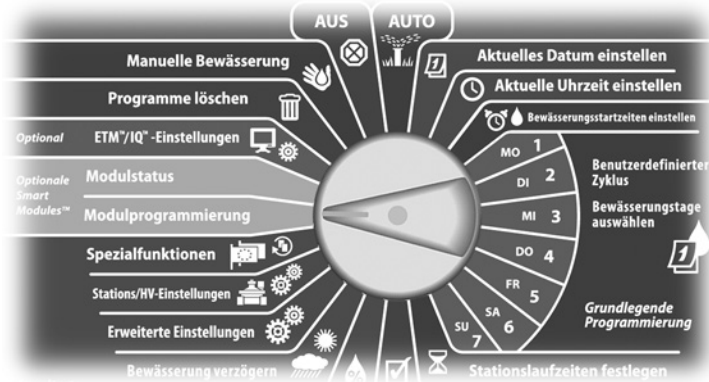 AUS
AUTO
Manuelle Bewässerung
Programme löschen
Optional
ETM™/IQ™ -Einstellungen
Optionale
Smart
Modules™
Modulstatus
Modulprogrammierung
Spezialfunktionen
Stations/HV-Einstellungen
Erweiterte Einstellungen
Bewässerung verzögern
%
Aktuelles Datum einstellen
1
Aktuelle Uhrzeit einstellen
Bewässerungsstartzeiten einstellen
MO 1
DI 2
MI 3
DO 4
FR 5
SA 6
SU 7
Benutzerdefinierter
Zyklus
Bewässerungstage
auswählen
1
Grundlegende
Programmierung
Stationslaufzeiten festlegen